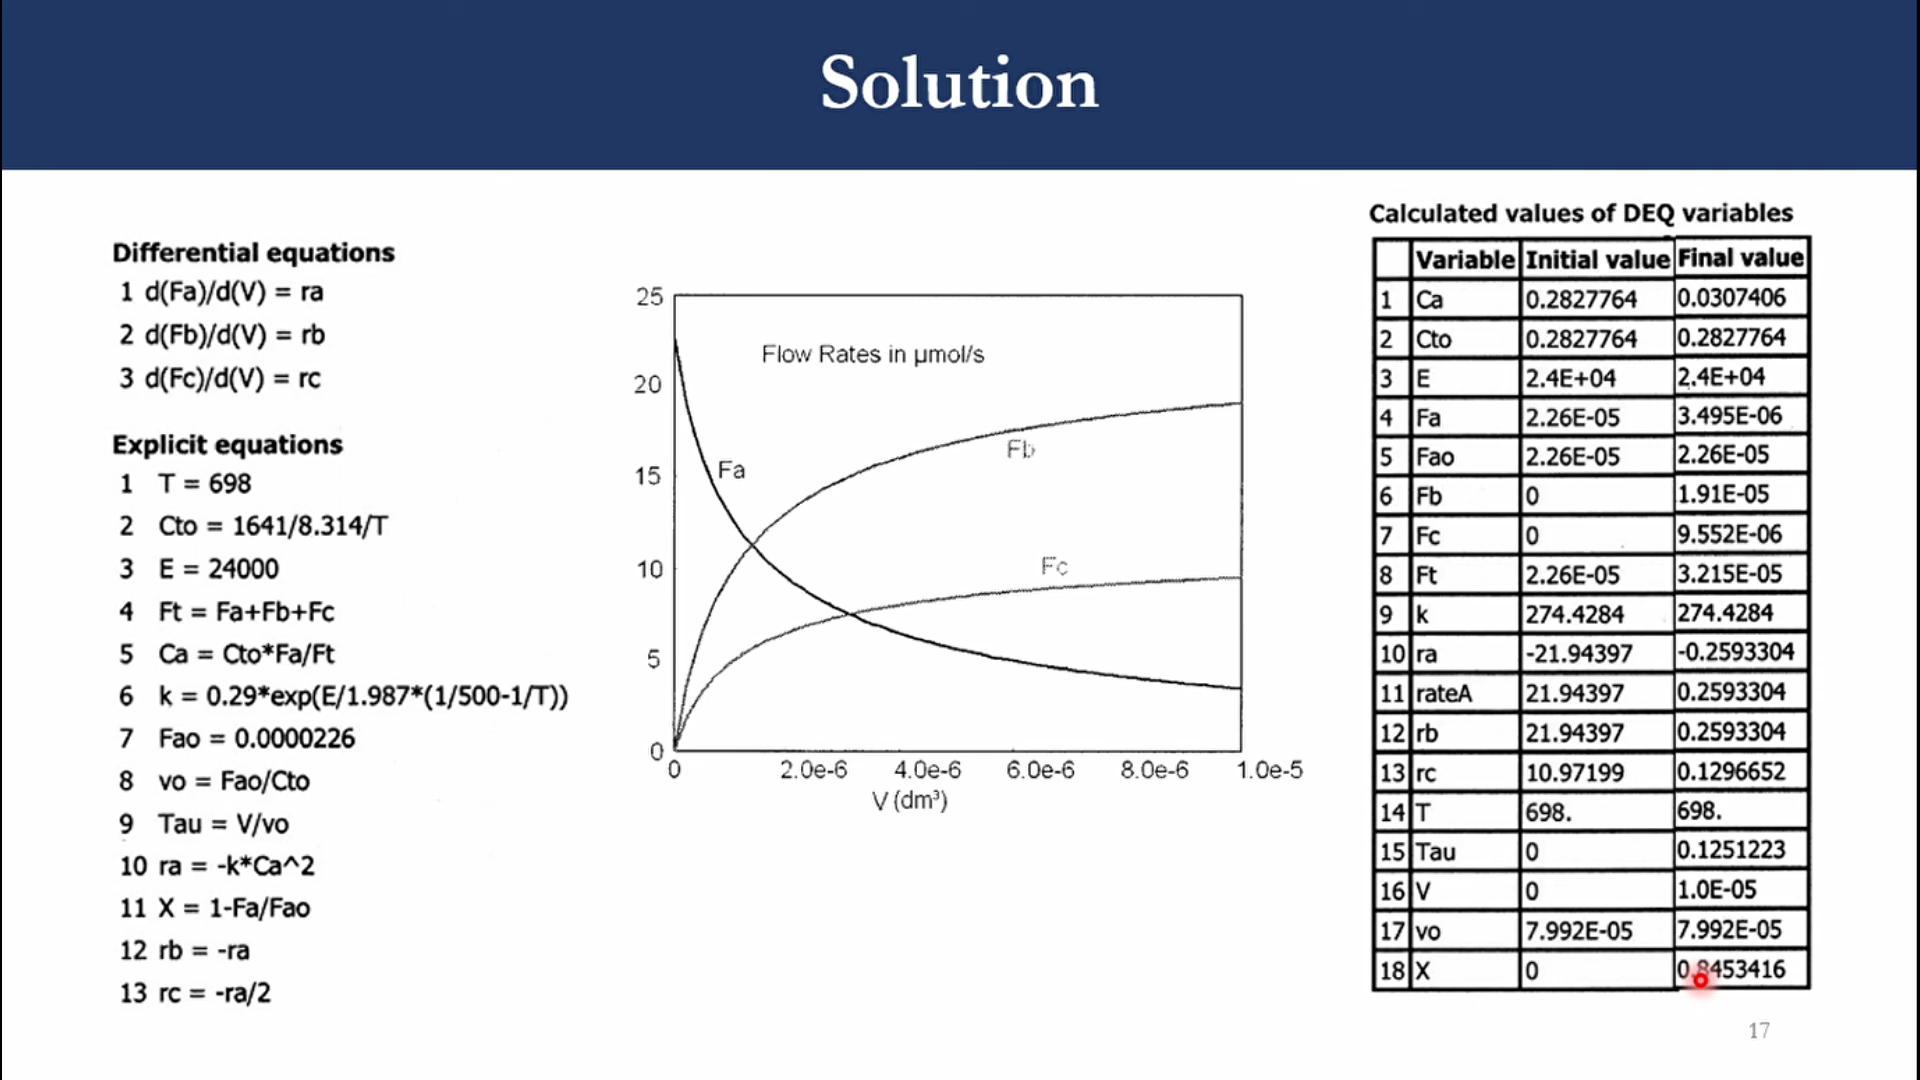 Solution
Differential equations
1 d(Fa)/d(V) = ra
2 d(Fb)/d(V) = rb
3 d(Fc)/d(V) = rc
Explicit equations
1 T = 698
2 Cto = 1641/8.314/T
3 E = 24000
4 Ft = Fa+Fb+Fc
5 Ca = Cto*Fa/Ft
6 k = 0.29*exp(E/1.987*(1/500-1/T))
7 Fao = 0.0000226
8 vo = Fao/Cto
9 Tau = V/vo
10 ra = -k*Ca^2
11 X = 1-Fa/Fao
12 rb = -ra
13 rc = -ra/2
25
20
15
10
5
0
Flow Rates in µmol/s
Fa
Fb
Fc
0 2.0e-6 4.0e-6 6.0e-6 8.0e-6 1.0e-5
V (dm³)
Calculated values of DEQ variables
Variable Initial value Final value
1 Ca 0.2827764 0.0307406
2 Cto 0.2827764 0.2827764
3 E 2.4E+04 2.4E+04
4 Fa 2.26E-05 3.495E-06
5 Fao 2.26E-05 2.26E-05
6 Fb 0 1.91E-05
7 Fc 0 9.552E-06
8 Ft 2.26E-05 3.215E-05
9 k 274.4284 274.4284
10 ra -21.94397 -0.2593304
11 rateA 21.94397 0.2593304
12 rb 21.94397 0.2593304
13 rc 10.97199 0.1296652
14 T 698. 698.
15 Tau 0 0.1251223
16 V 0 1.0E-05
17 vo 7.992E-05 7.992E-05
18 X 0 0.8453416
17